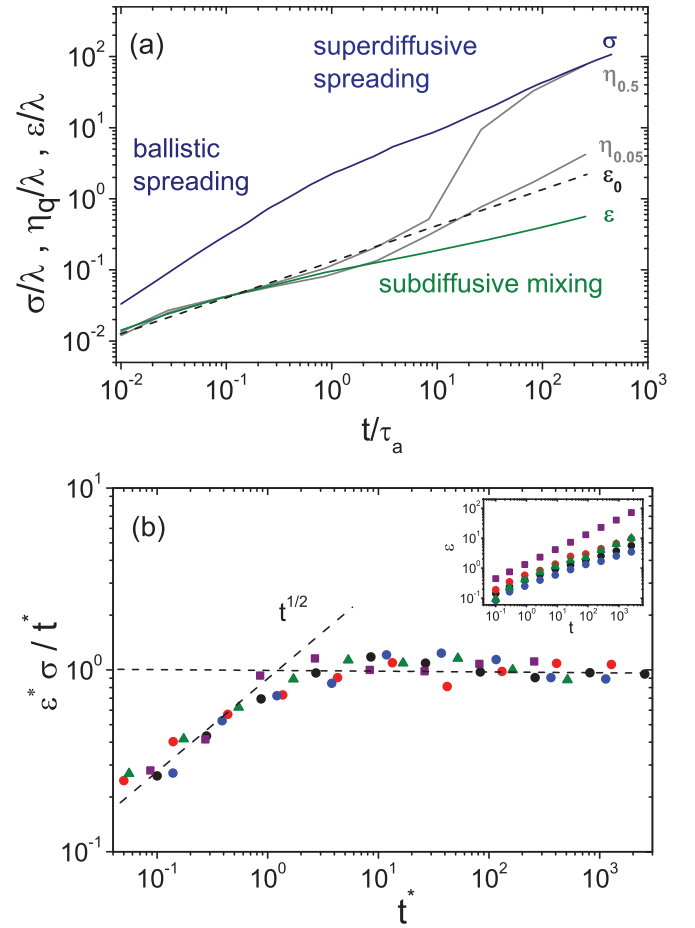 (a)
superdiffusive
spreading
ballistic
spreading
subdiffusive mixing
σ
η0.5
η0.05
ε0
ε
10^2
10^1
10^0
10^-1
10^-2
σ/λ , ηq/λ , ε/λ
10^-2 10^-1 10^0 10^1 10^2 10^3
t/τa
(b)
t^1/2
10^1
10^0
10^-1
ε* σ / t*
10^-1 10^0 10^1 10^2 10^3
t*
10^2
10^1
10^0
10^-1
ε
10^-1 10^0 10^1 10^2 10^3
t